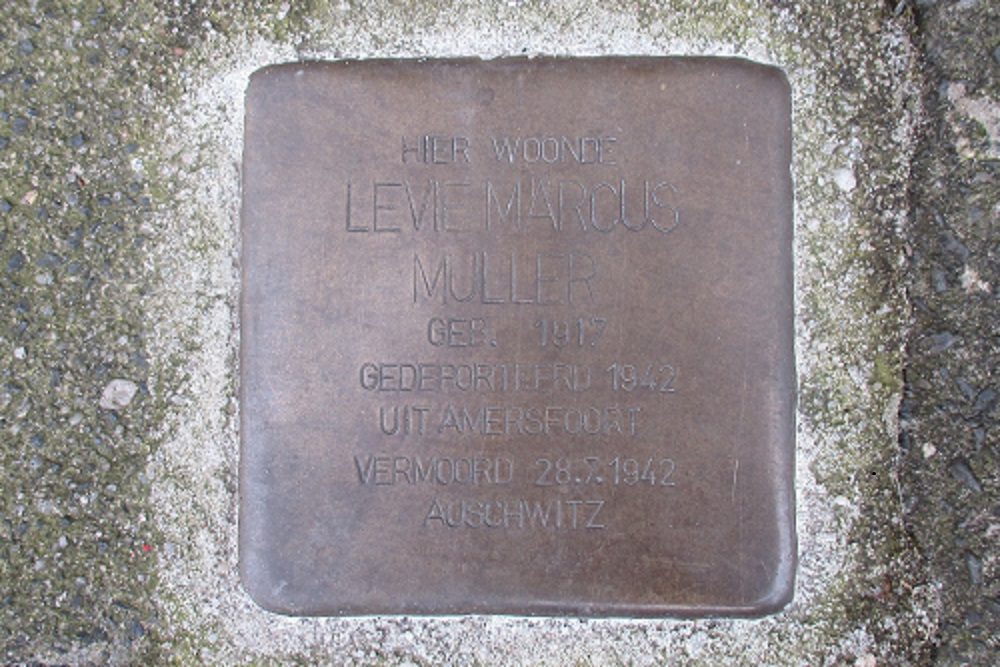 HIER WOONDE
LEVIE MARCUS
MULLER
GEB. 1917
GEDEPORTEERD 1942
UIT AMERSFOORT
VERMOORD 28.7.1942
AUSCHWITZ